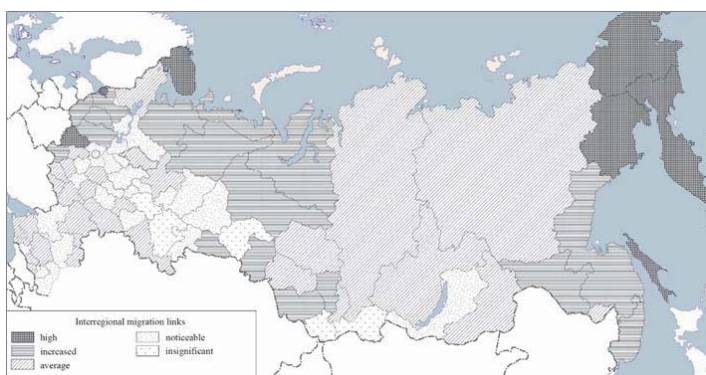 Interregional migration links
high
increased
average
noticeable
insignificant